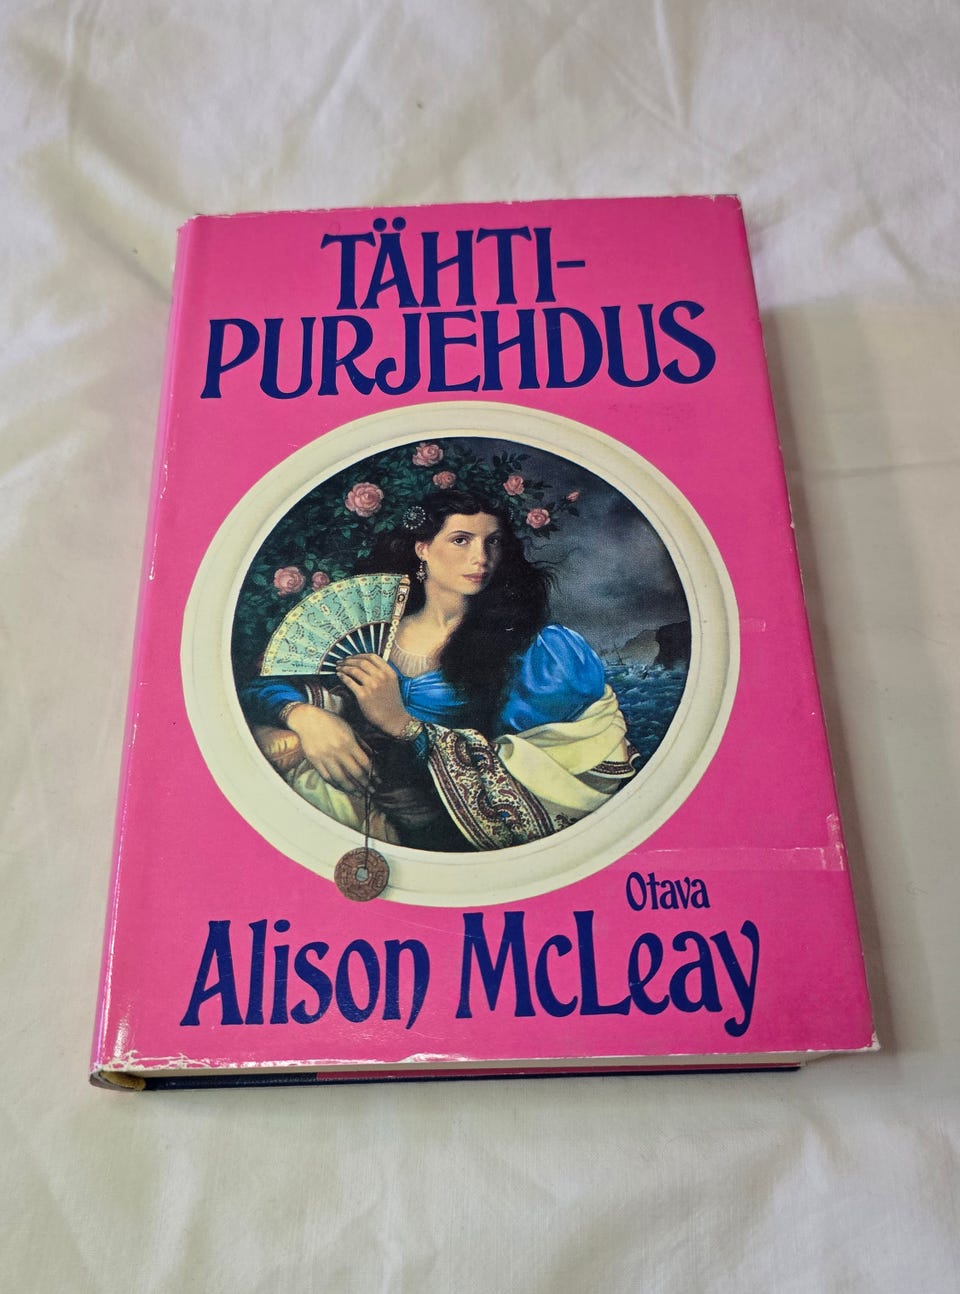 TÄHTI-
PURJEHDUS
Otava
Alison McLeay